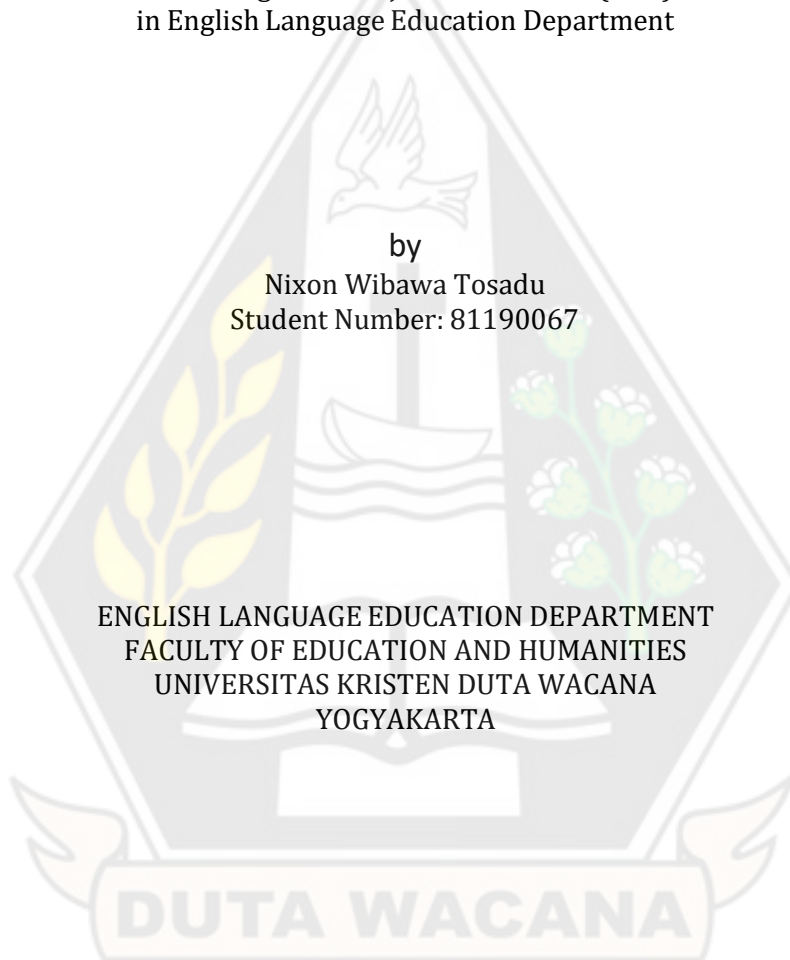 in English Language Education Department
by
Nixon Wibawa Tosadu
Student Number: 81190067
ENGLISH LANGUAGE EDUCATION DEPARTMENT
FACULTY OF EDUCATION AND HUMANITIES
UNIVERSITAS KRISTEN DUTA WACANA
YOGYAKARTA
DUTA WACANA